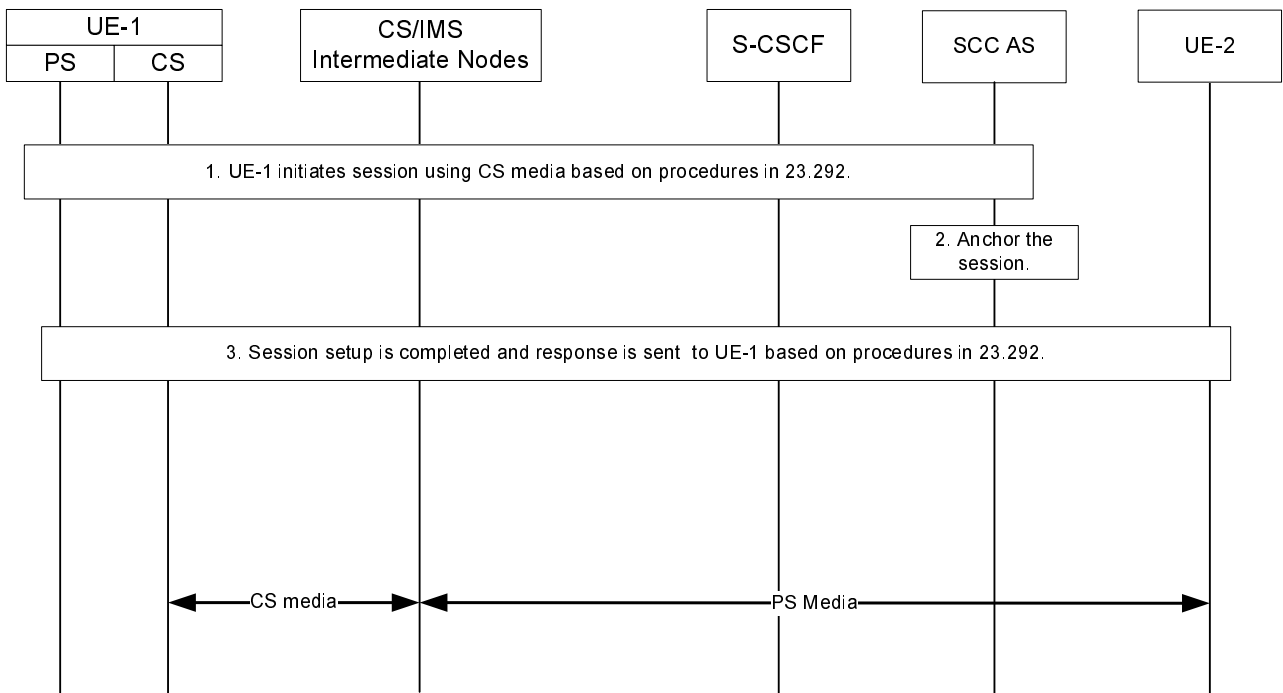 UE-1
PS
CS
CS/IMS
Intermediate Nodes
S-CSCF
SCC AS
UE-2
1. UE-1 initiates session using CS media based on procedures in 23.292.
2. Anchor the
session.
3. Session setup is completed and response is sent to UE-1 based on procedures in 23.292.
CS media
PS Media